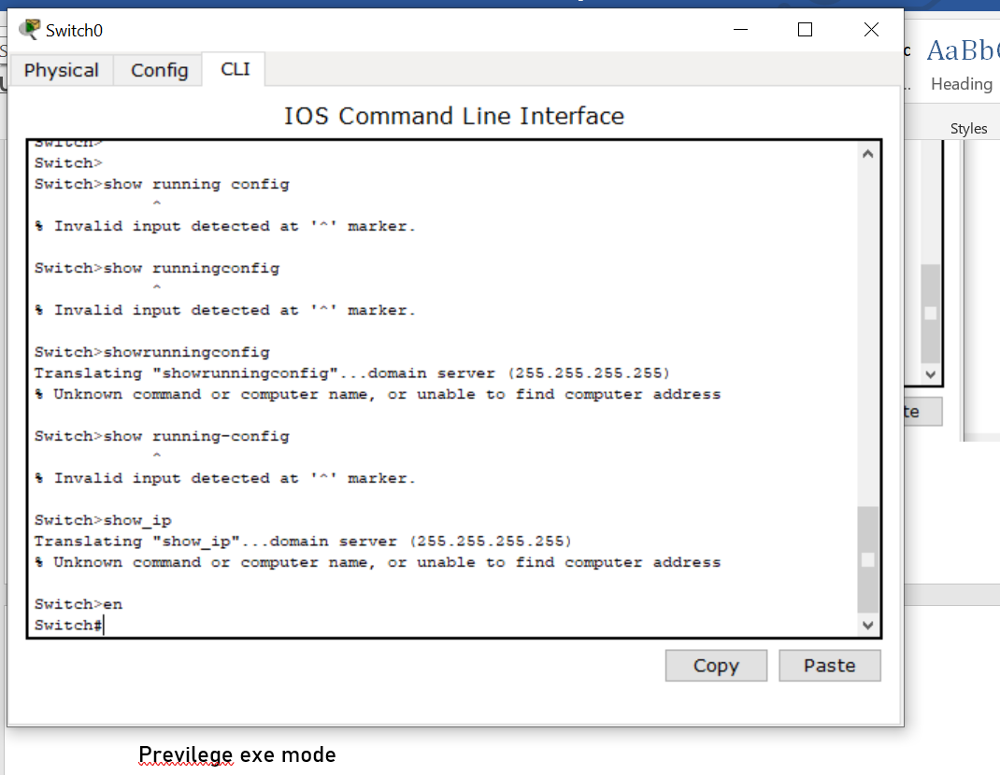 Switch0
Physical Config CLI
IOS Command Line Interface
Switch>
Switch>
Switch>show running config
^
% Invalid input detected at '^' marker.
Switch>show runningconfig
^
% Invalid input detected at '^' marker.
Switch>showrunningconfig
Translating "showrunningconfig"...domain server (255.255.255.255)
% Unknown command or computer name, or unable to find computer address
Switch>show running-config
^
% Invalid input detected at '^' marker.
Switch>show_ip
Translating "show_ip"...domain server (255.255.255.255)
% Unknown command or computer name, or unable to find computer address
Switch>en
Switch#
Copy Paste
AaBb
Heading
Styles
te
Previlege exe mode